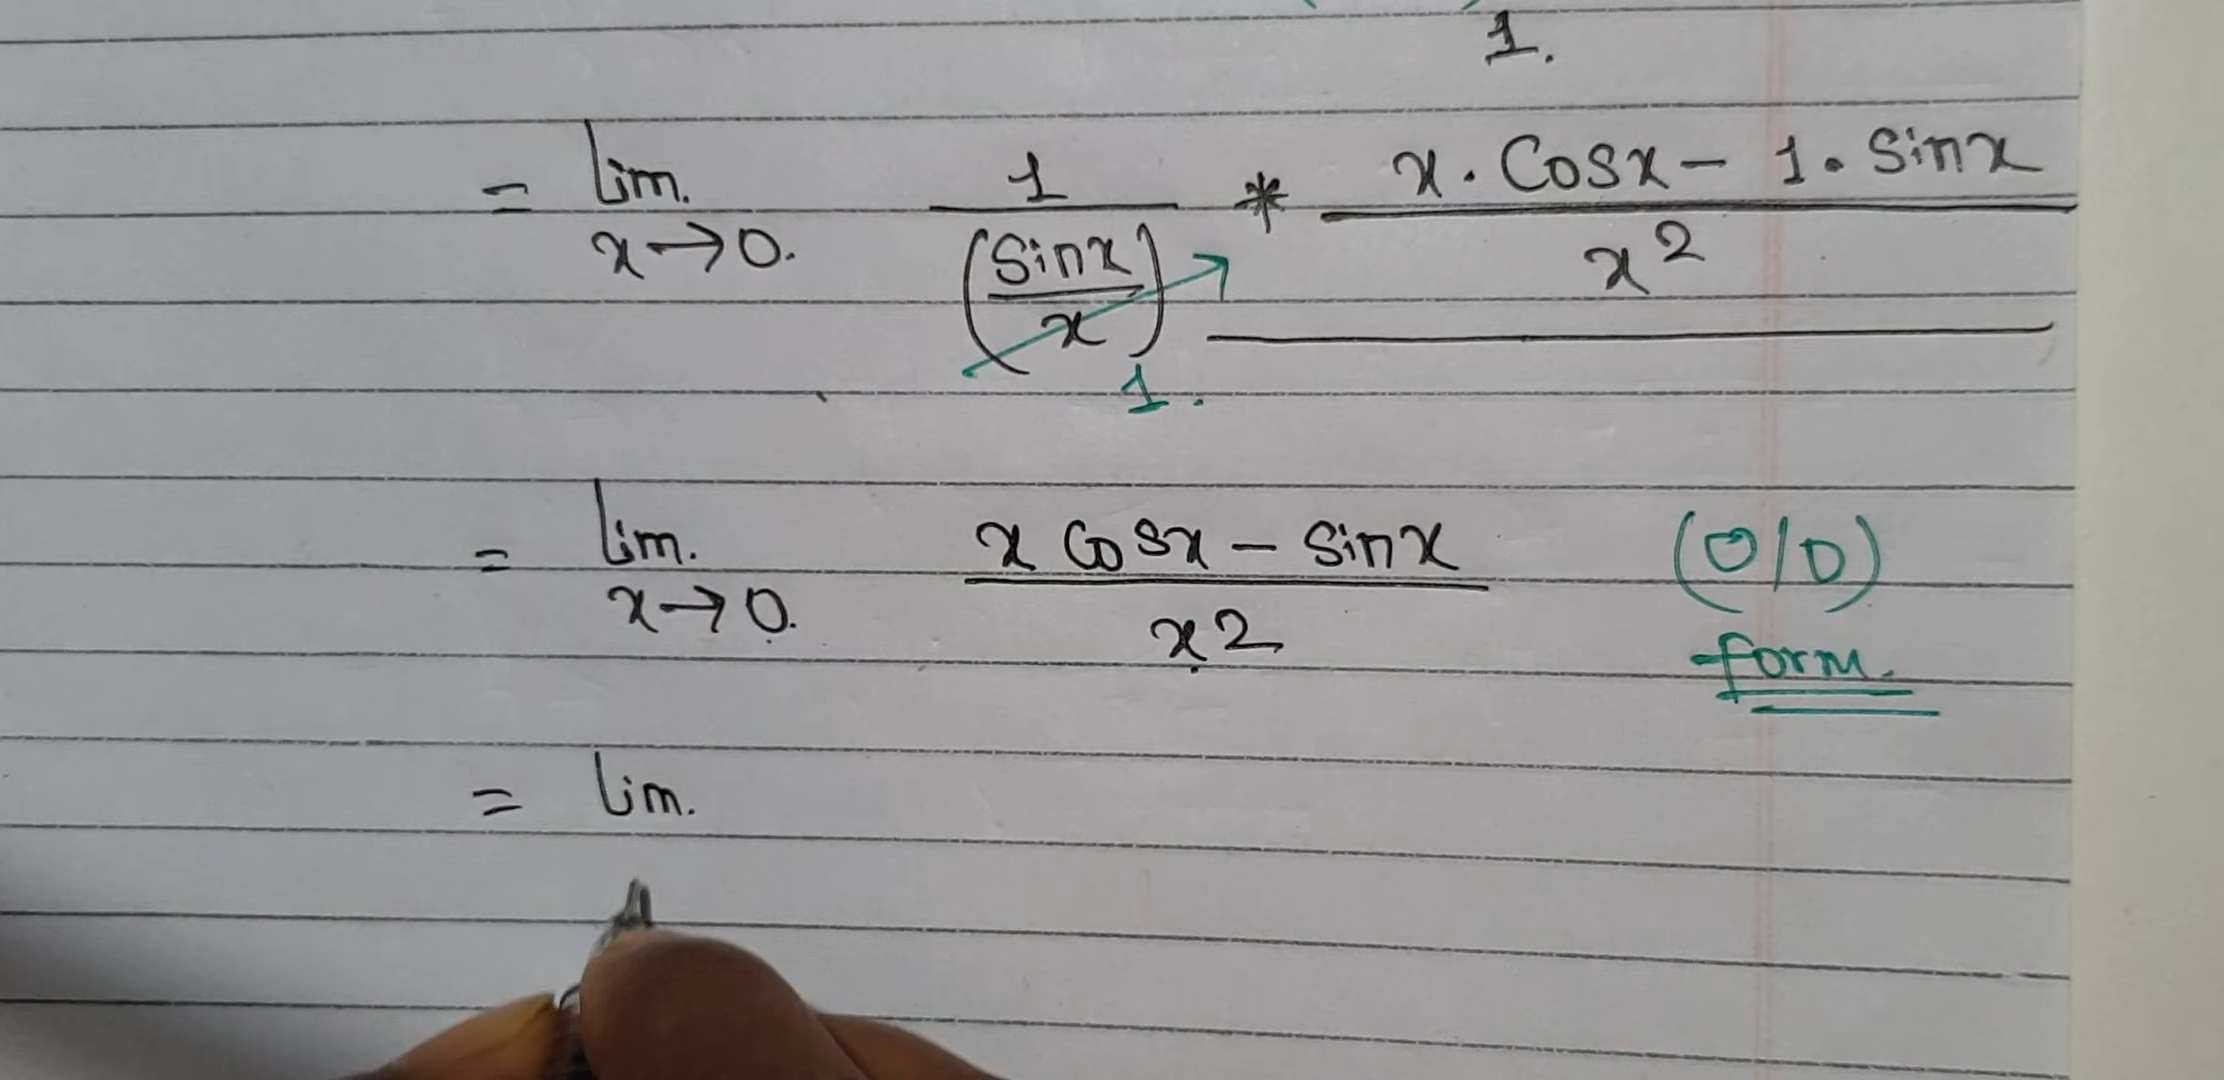 1.
= lim. x→0. 1/(Sinx/x) * (x. Cosx - 1. Sinx)/x²
1.
= lim. x→0. (x Cosx - Sinx)/x2 (0/0)
form.
= lim.